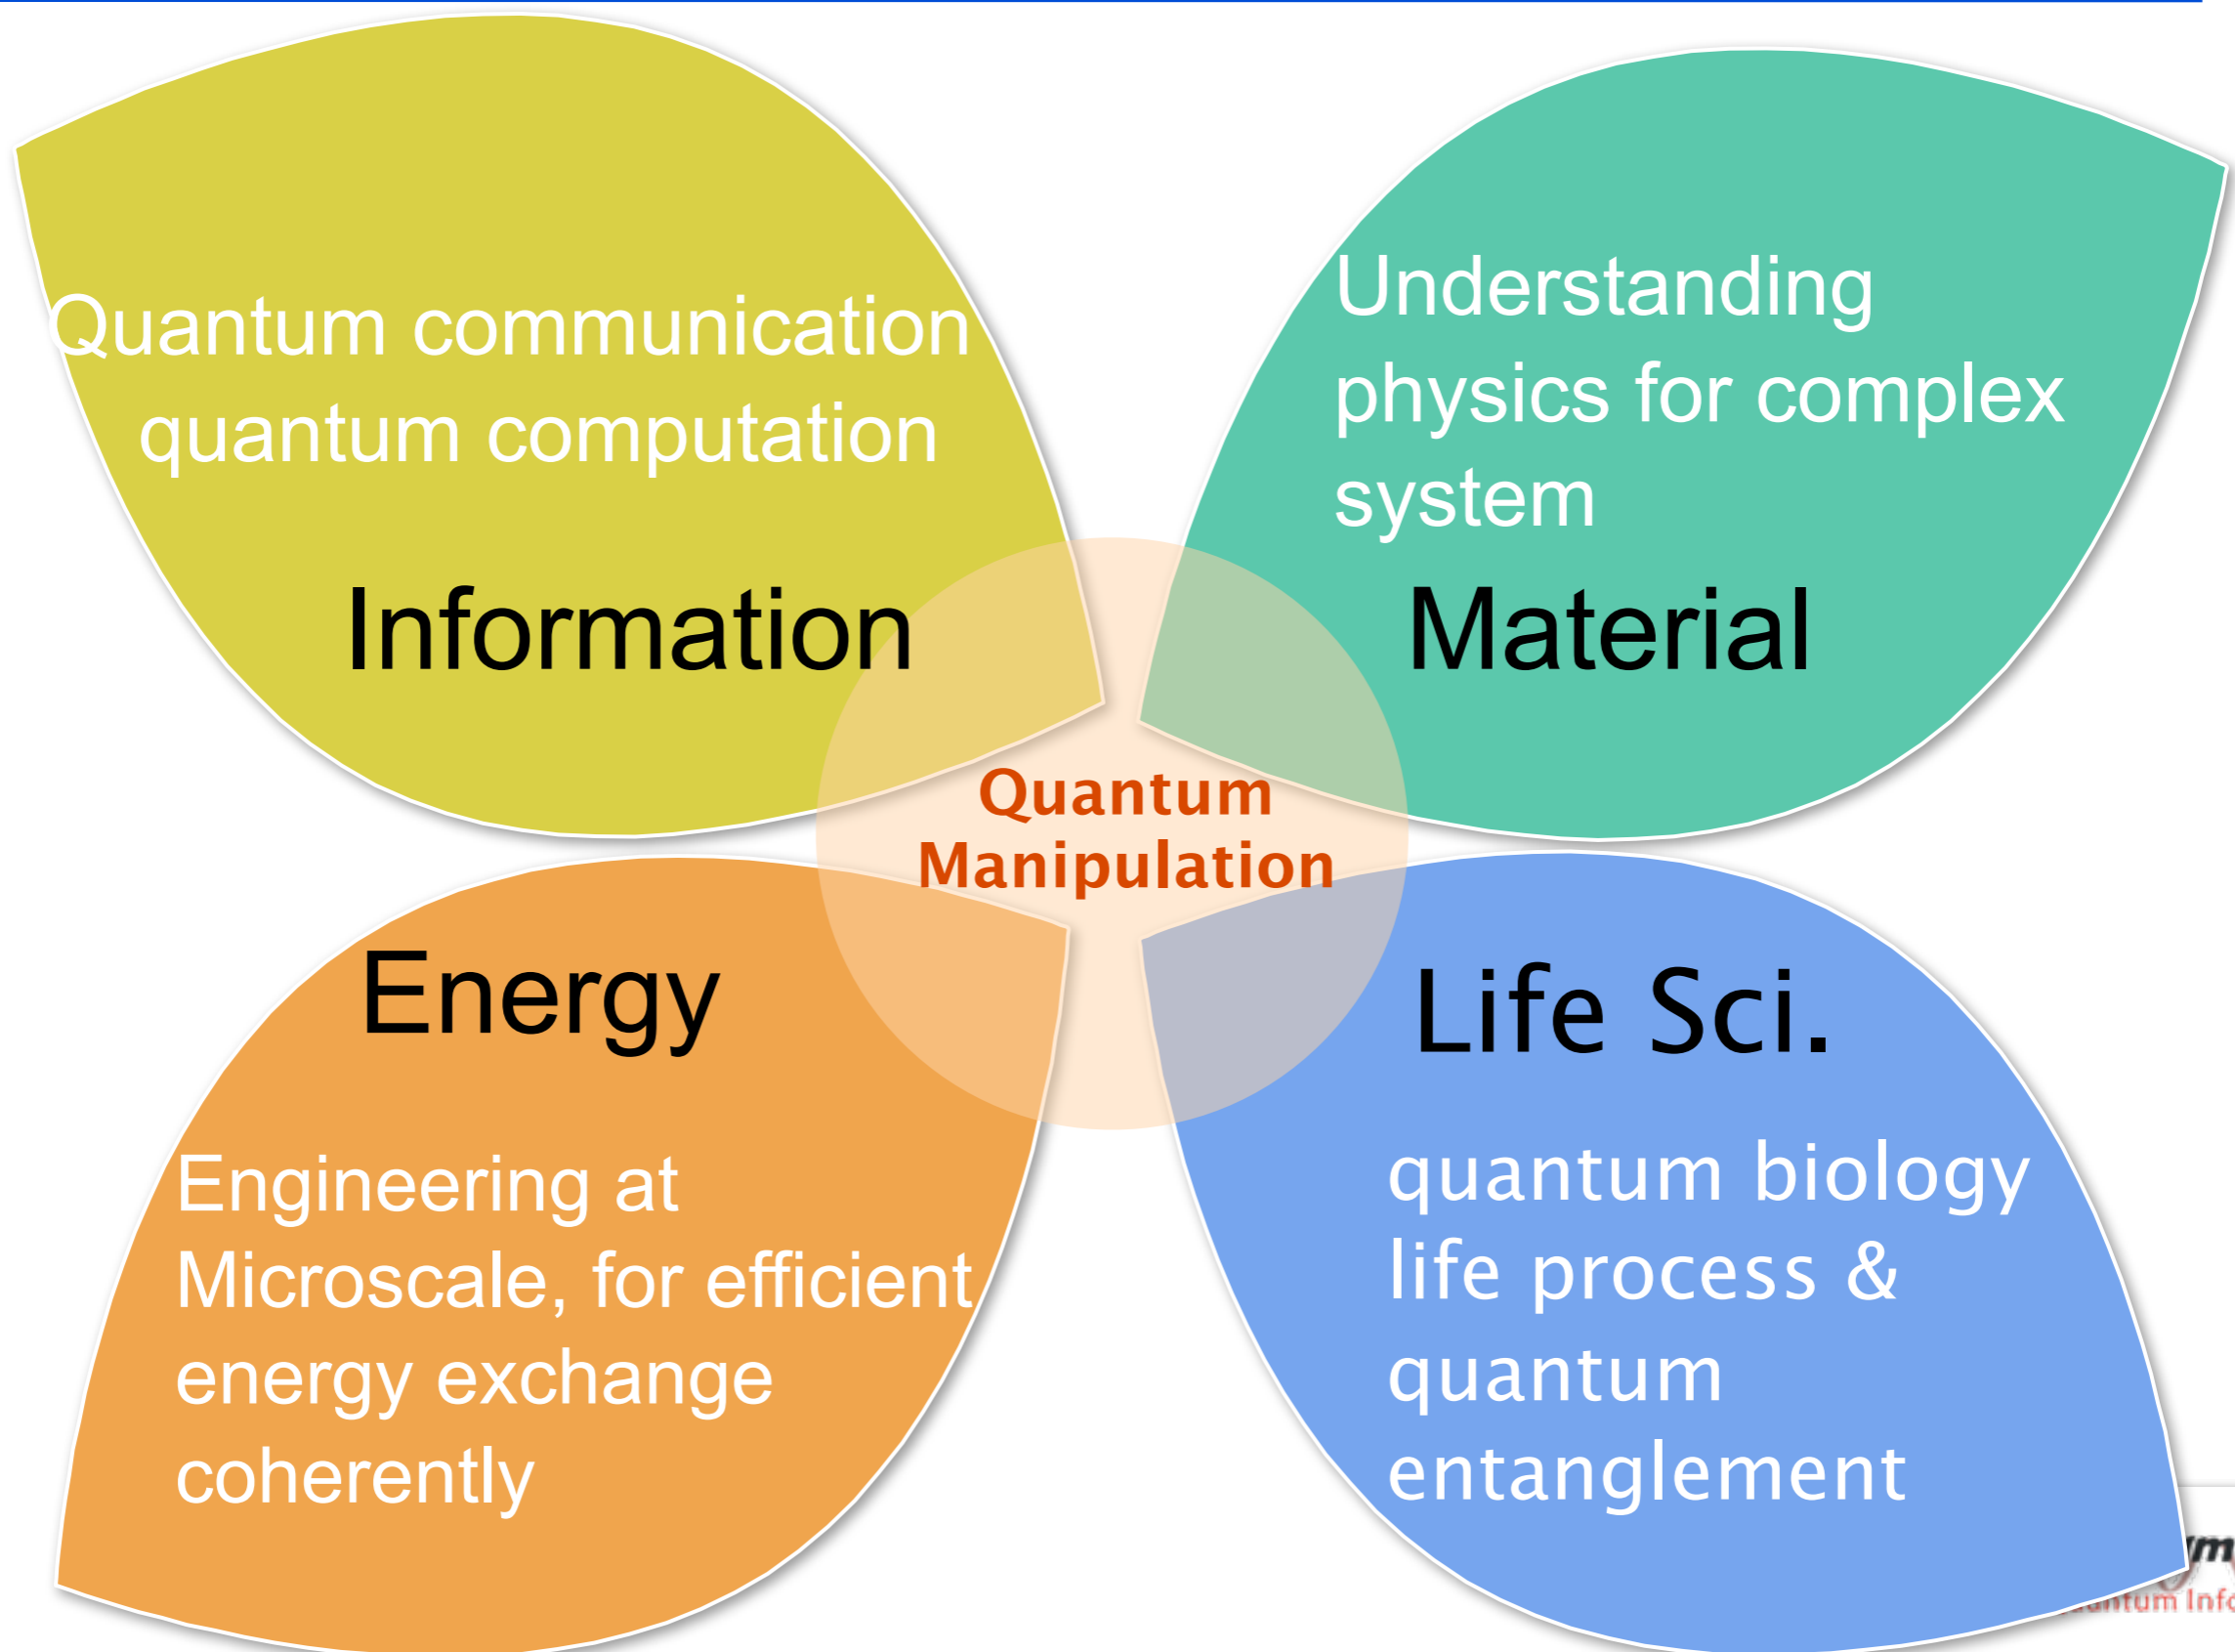 Quantum communication
quantum computation
Information
Understanding
physics for complex
system
Material
Quantum
Manipulation
Energy
Engineering at
Microscale, for efficient
energy exchange
coherently
Life Sci.
quantum biology
life process &
quantum
entanglement